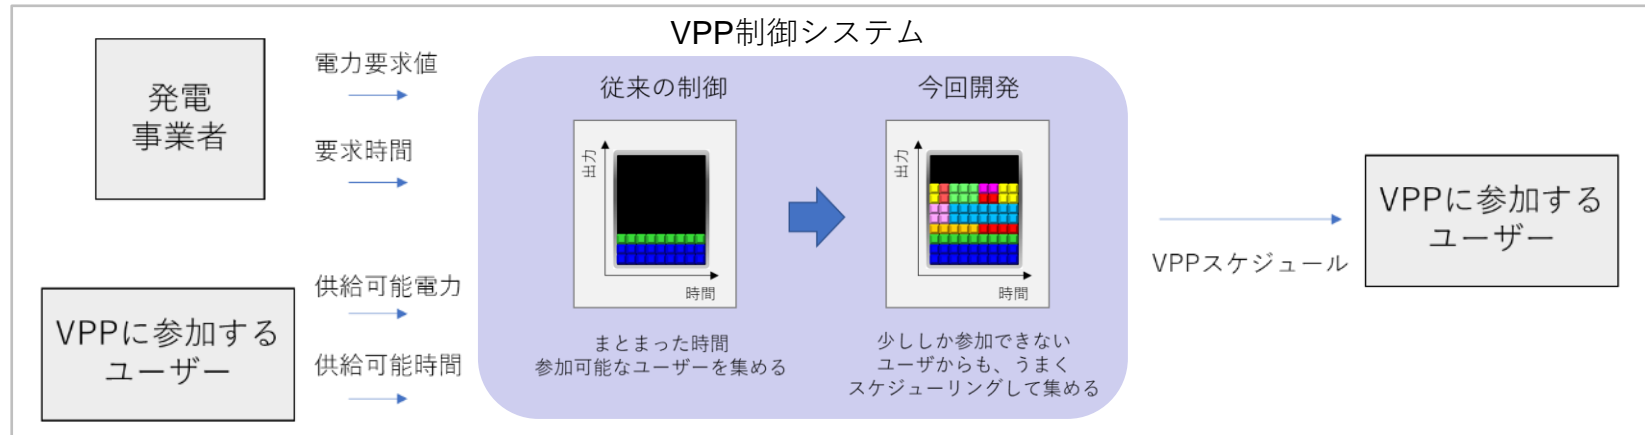 VPP制御システム
発電
事業者
電力要求値
要求時間
VPPに参加する
ユーザー
供給可能電力
供給可能時間
従来の制御
出力
時間
まとまった時間
参加可能なユーザーを集める
今回開発
出力
時間
少ししか参加できない
ユーザからも、うまく
スケジューリングして集める
VPPスケジュール
VPPに参加する
ユーザー